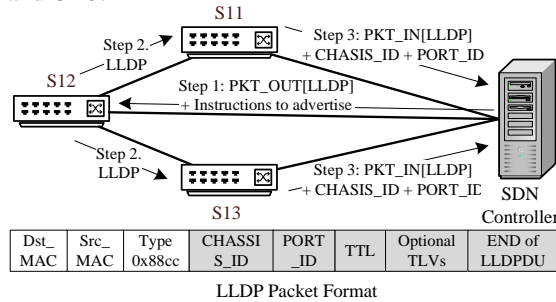 S11
Step 2.
LLDP
Step 3: PKT_IN[LLDP]
+ CHASSIS_ID + PORT_ID
S12
Step 1: PKT_OUT[LLDP]
+ Instructions to advertise
Step 2.
LLDP
Step 3: PKT_IN[LLDP]
+ CHASSIS_ID + PORT_ID
S13
SDN
Controller
Dst_
MAC
Src_
MAC
Type
0x88cc
CHASSI
S_ID
PORT
_ID
TTL
Optional
TLVs
END of
LLDPDU
LLDP Packet Format